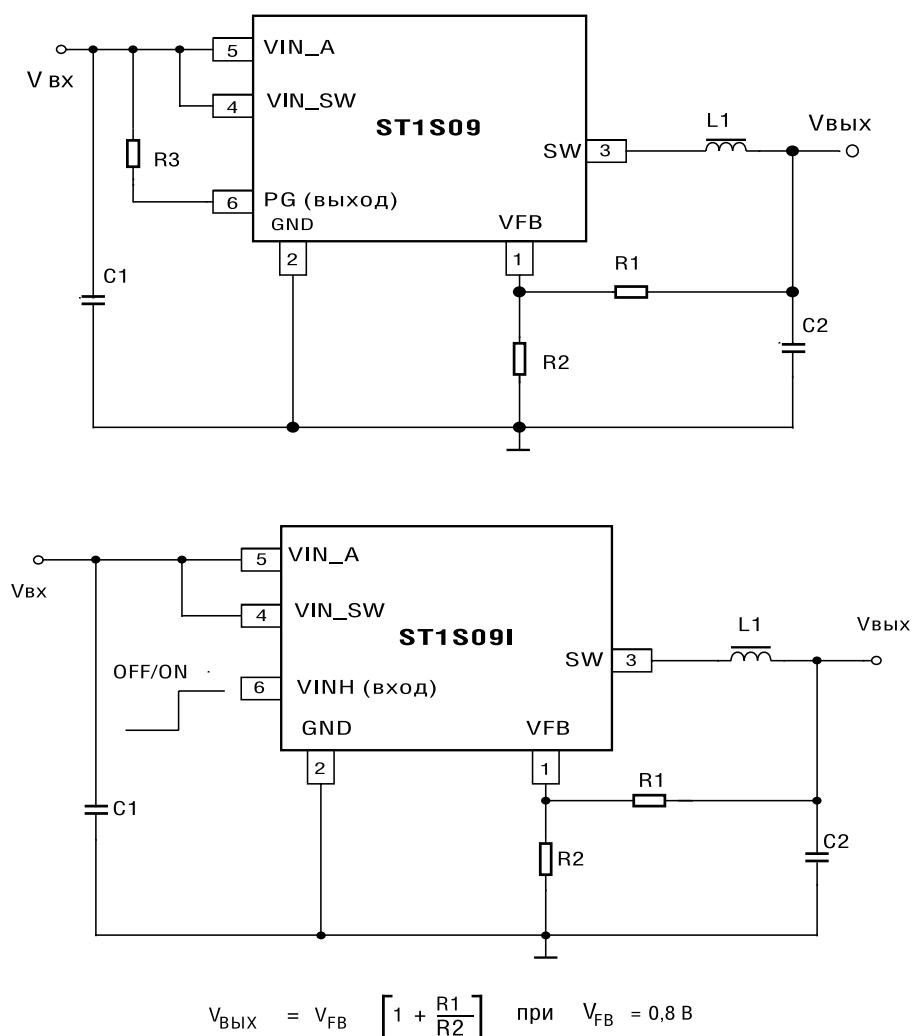 5 VIN_A
V вх
4 VIN_SW
ST1S09
L1
Vвых
SW 3
R3
6 PG (выход)
GND
VFB
2
1
C1
R1
C2
R2
5 VIN_A
Vвх
4 VIN_SW
ST1S09I
L1
Vвых
SW 3
OFF/ON
6 VINH (вход)
GND
VFB
2
1
R1
C1
R2
C2
VВЫХ = VFB [1 + R1/R2] при VFB = 0,8 В